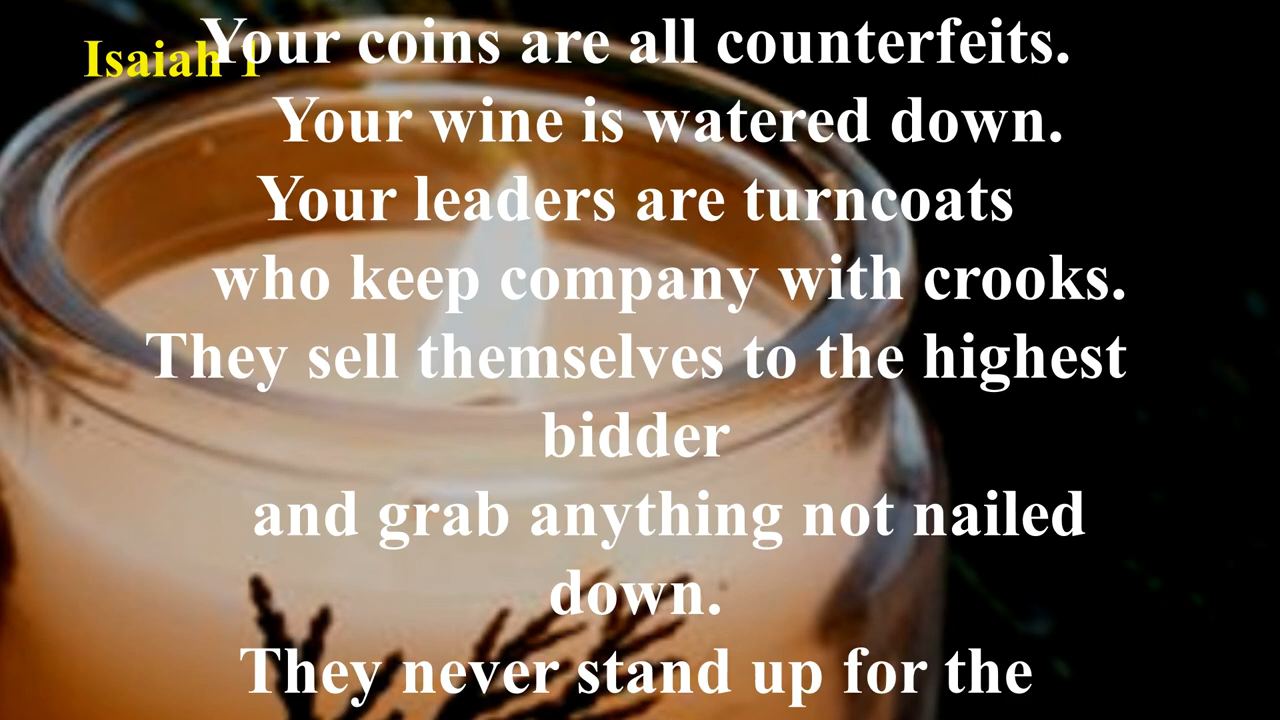 Isaiah 1
Your coins are all counterfeits.
Your wine is watered down.
Your leaders are turncoats
who keep company with crooks.
They sell themselves to the highest
bidder
and grab anything not nailed
down.
They never stand up for the